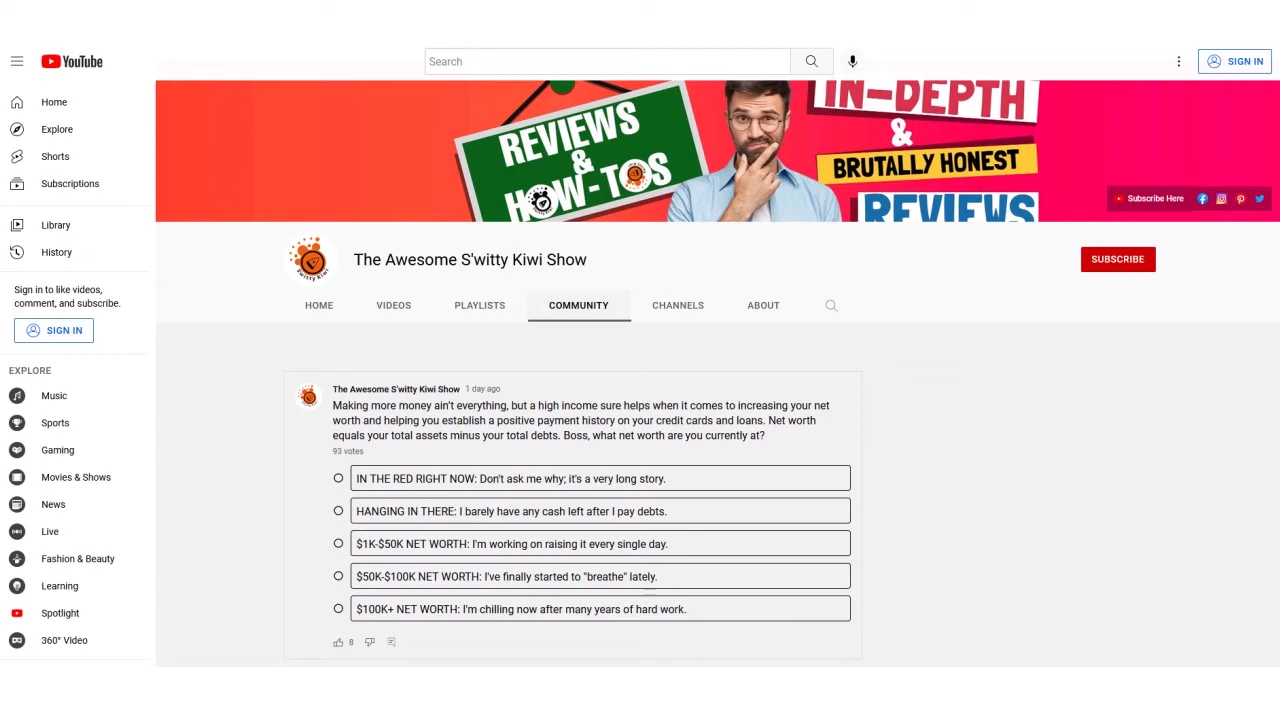 YouTube
Search
SIGN IN
Home
Explore
Shorts
Subscriptions
Library
History
Sign in to like videos,
comment, and subscribe.
SIGN IN
EXPLORE
Music
Sports
Gaming
Movies & Shows
News
Live
Fashion & Beauty
Learning
Spotlight
360° Video
REVIEWS
&
HOW-TOS
IN-DEPTH
&
BRUTALLY HONEST
REVIEWS
Subscribe Here
S'witty Kiwi
The Awesome S'witty Kiwi Show
SUBSCRIBE
HOME
VIDEOS
PLAYLISTS
COMMUNITY
CHANNELS
ABOUT
The Awesome S'witty Kiwi Show 1 day ago
Making more money ain't everything, but a high income sure helps when it comes to increasing your net
worth and helping you establish a positive payment history on your credit cards and loans. Net worth
equals your total assets minus your total debts. Boss, what net worth are you currently at?
93 votes
IN THE RED RIGHT NOW: Don't ask me why; it's a very long story.
HANGING IN THERE: I barely have any cash left after I pay debts.
$1K-$50K NET WORTH: I'm working on raising it every single day.
$50K-$100K NET WORTH: I've finally started to "breathe" lately.
$100K+ NET WORTH: I'm chilling now after many years of hard work.
8